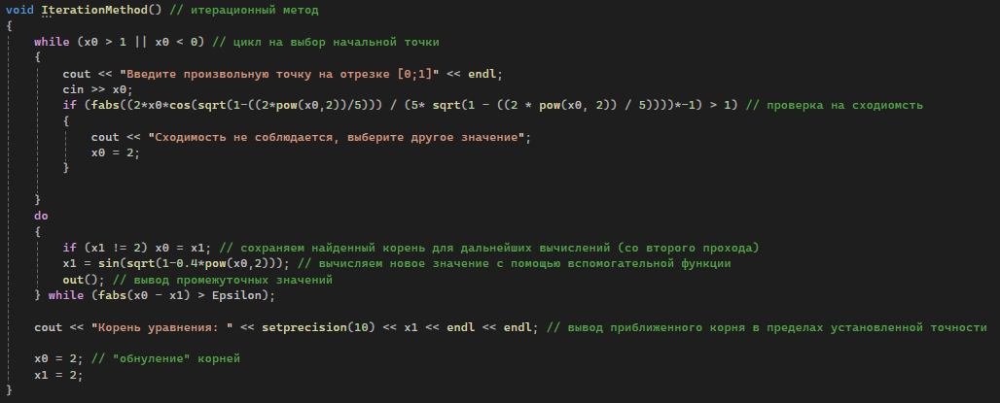 void IterationMethod() // итерационный метод
{
while (x0 > 1 || x0 < 0) // цикл на выбор начальной точки
{
cout << "Введите произвольную точку на отрезке [0;1]" << endl;
cin >> x0;
if (fabs((2*x0*cos(sqrt(1-((2*pow(x0,2))/5))) / (5* sqrt(1 - ((2 * pow(x0, 2)) / 5))))*-1) > 1) // проверка на сходиомсть
{
cout << "Сходимость не соблюдается, выберите другое значение";
x0 = 2;
}
}
do
{
if (x1 != 2) x0 = x1; // сохраняем найденный корень для дальнейших вычислений (со второго прохода)
x1 = sin(sqrt(1-0.4*pow(x0,2))); // вычисляем новое значение с помощью вспомогательной функции
out(); // вывод промежуточных значений
} while (fabs(x0 - x1) > Epsilon);
cout << "Корень уравнения: " << setprecision(10) << x1 << endl << endl; // вывод приближенного корня в пределах установленной точности
x0 = 2; // "обнуление" корней
x1 = 2;
}